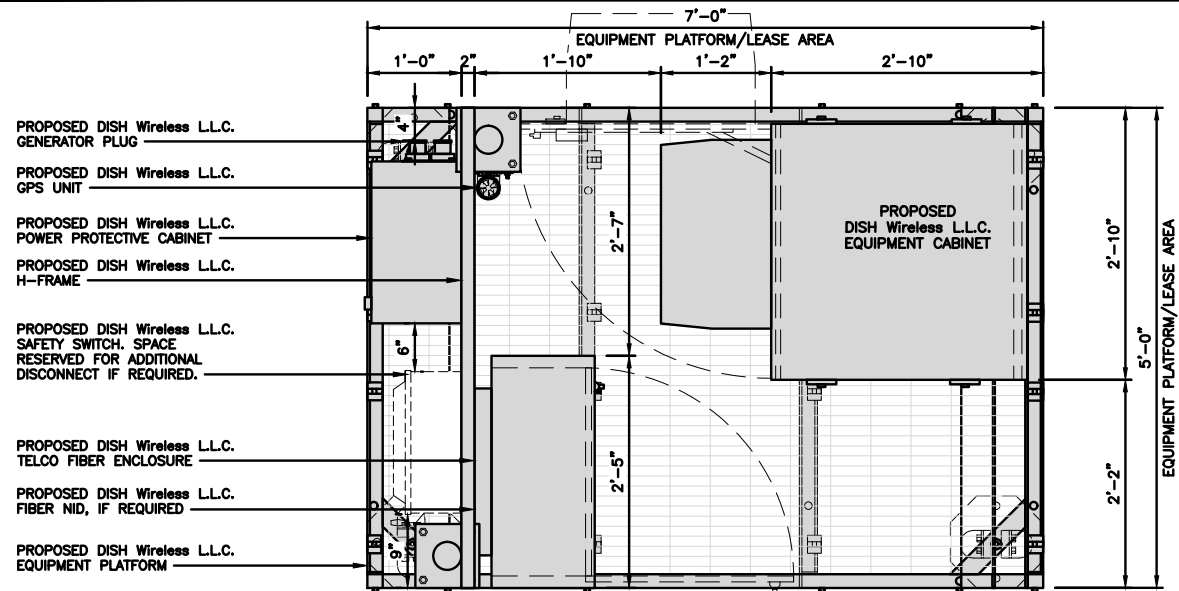 7'-0"
EQUIPMENT PLATFORM/LEASE AREA
1'-0"
2"
1'-10"
1'-2"
2'-10"
PROPOSED DISH Wireless L.L.C.
GENERATOR PLUG
PROPOSED DISH Wireless L.L.C.
GPS UNIT
PROPOSED DISH Wireless L.L.C.
POWER PROTECTIVE CABINET
PROPOSED DISH Wireless L.L.C.
H-FRAME
PROPOSED DISH Wireless L.L.C.
SAFETY SWITCH. SPACE
RESERVED FOR ADDITIONAL
DISCONNECT IF REQUIRED.
PROPOSED DISH Wireless L.L.C.
TELCO FIBER ENCLOSURE
PROPOSED DISH Wireless L.L.C.
FIBER NID, IF REQUIRED
PROPOSED DISH Wireless L.L.C.
EQUIPMENT PLATFORM
4"
6"
9"
2'-7"
2'-5"
PROPOSED
DISH Wireless L.L.C.
EQUIPMENT CABINET
2'-10"
2'-2"
5'-0"
EQUIPMENT PLATFORM/LEASE AREA